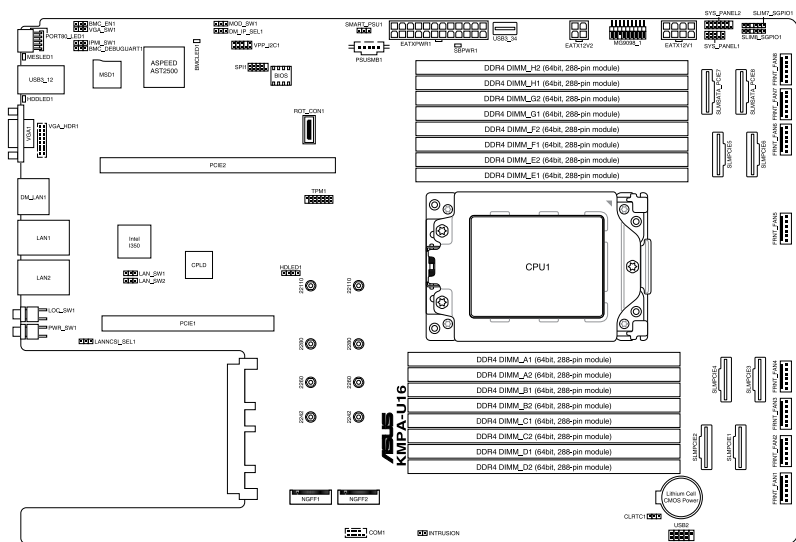 BMC_EN1
VGA_SW1
MOD_SW1
DM_IP_SEL1
SMART_PSU1
SYS_PANEL2
SLIM7_SGPIO1
PORT80_LED1
IPMI_SW1
BMC_DEBUGUART1
BMCLED1
VPP_I2C1
PSUSMB1
EATXPWR1
SBPWR1
USB3_34
EATX12V2
MG9098_1
EATX12V1
SYS_PANEL1
SLIM8_SGPIO1
MESLED1
USB3_12
MSD1
ASPEED
AST2500
SPI1
BIOS
HDDLED1
VGA1
VGA_HDR1
ROT_CON1
DDR4 DIMM_H2 (64bit, 288-pin module)
DDR4 DIMM_H1 (64bit, 288-pin module)
DDR4 DIMM_G2 (64bit, 288-pin module)
DDR4 DIMM_G1 (64bit, 288-pin module)
DDR4 DIMM_F2 (64bit, 288-pin module)
DDR4 DIMM_F1 (64bit, 288-pin module)
DDR4 DIMM_E2 (64bit, 288-pin module)
DDR4 DIMM_E1 (64bit, 288-pin module)
SLMSATA_PCIE7
SLMSATA_PCIE8
SLMPCIE5
SLMPCIE6
FRNT_FAN8
FRNT_FAN7
FRNT_FAN6
FRNT_FAN5
PCIE2
TPM1
DM_LAN1
LAN1
LAN2
Intel
I350
CPLD
LAN_SW1
LAN_SW2
HDLED1
22110
22110
CPU1
LOC_SW1
PWR_SW1
PCIE1
LANNCSI_SEL1
2280
2280
2260
2260
2242
2242
ASUS
KMPA-U16
DDR4 DIMM_A1 (64bit, 288-pin module)
DDR4 DIMM_A2 (64bit, 288-pin module)
DDR4 DIMM_B1 (64bit, 288-pin module)
DDR4 DIMM_B2 (64bit, 288-pin module)
DDR4 DIMM_C1 (64bit, 288-pin module)
DDR4 DIMM_C2 (64bit, 288-pin module)
DDR4 DIMM_D1 (64bit, 288-pin module)
DDR4 DIMM_D2 (64bit, 288-pin module)
SLMPCIE4
SLMPCIE3
SLMPCIE2
SLMPCIE1
FRNT_FAN4
FRNT_FAN3
FRNT_FAN2
FRNT_FAN1
NGFF1
NGFF2
Lithium Cell
CMOS Power
CLRTC1
USB2
COM1
INTRUSION